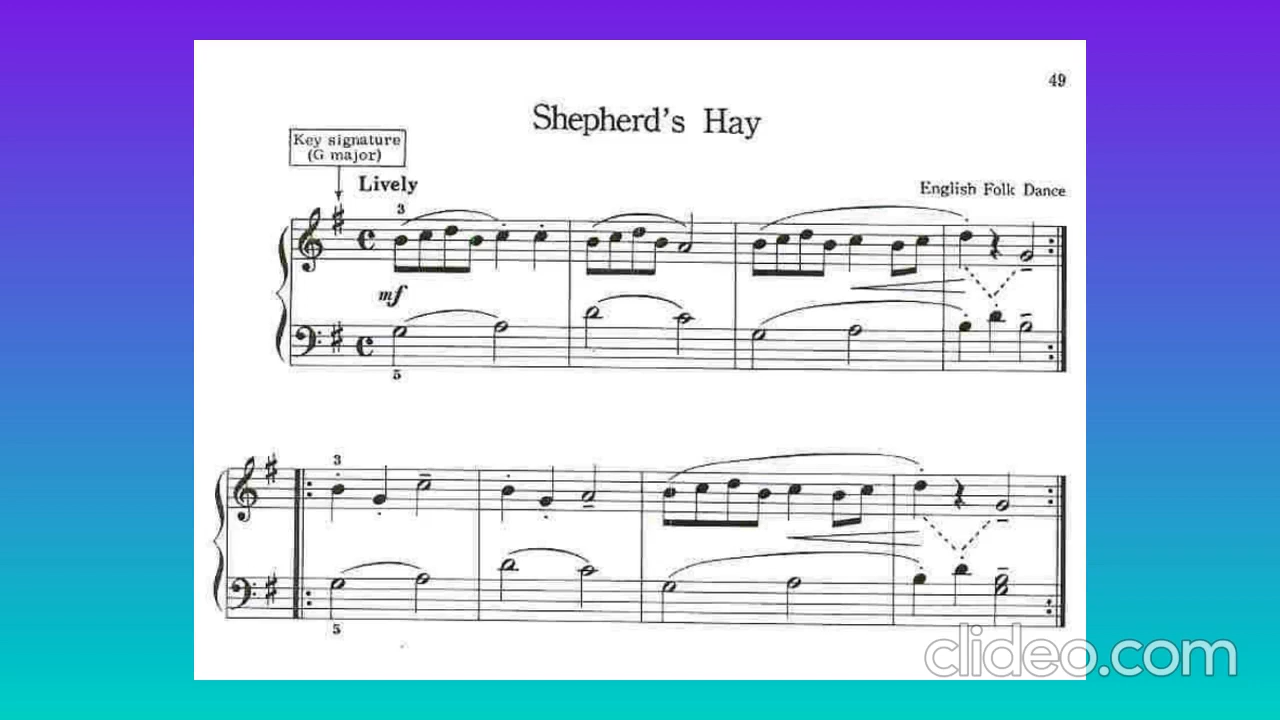 49
Shepherd's Hay
Key signature
(G major)
Lively
English Folk Dance
3
mf
5
3
5
clideo.com